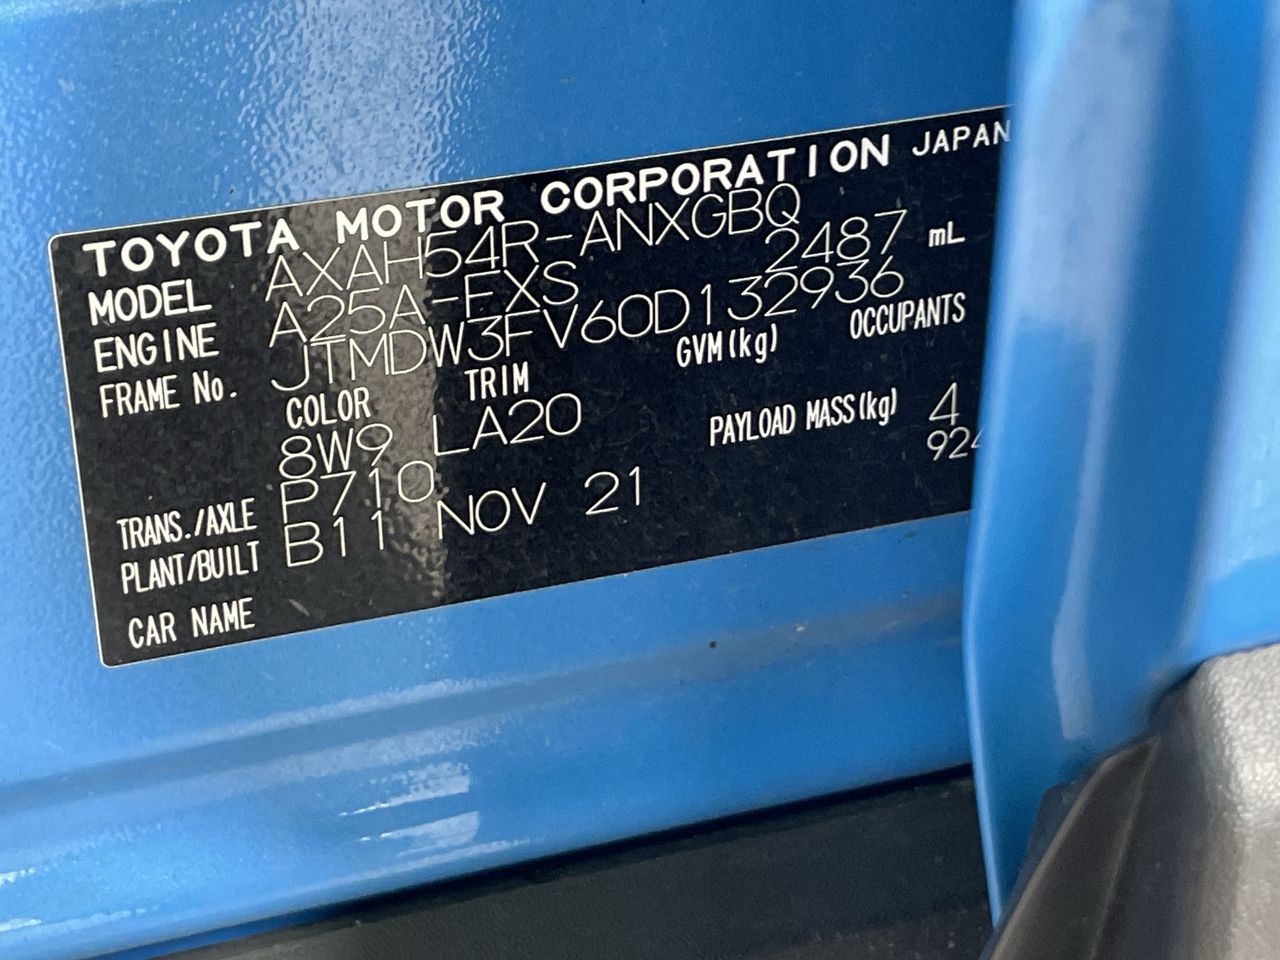 TOYOTA MOTOR CORPORATION JAPAN
MODEL AXAH54R-ANXGBQ
ENGINE A25A-FXS 2487 mL
FRAME No. JTMDW3FV60D132936
COLOR TRIM GVM(kg) OCCUPANTS
8W9 LA20 PAYLOAD MASS(kg) 4
TRANS./AXLE P710 924
PLANT/BUILT B11 NOV 21
CAR NAME